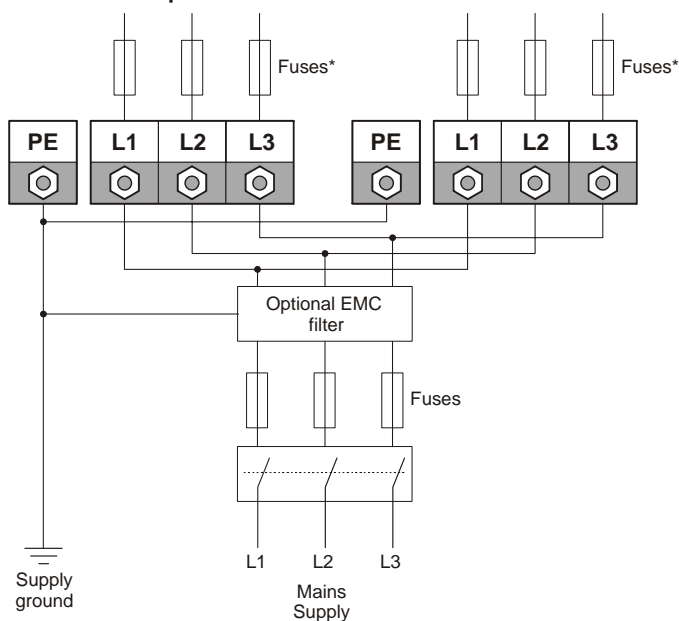 Fuses*
Fuses*
PE
L1
L2
L3
PE
L1
L2
L3
Optional EMC
filter
Fuses
L1
L2
L3
Supply
ground
Mains
Supply